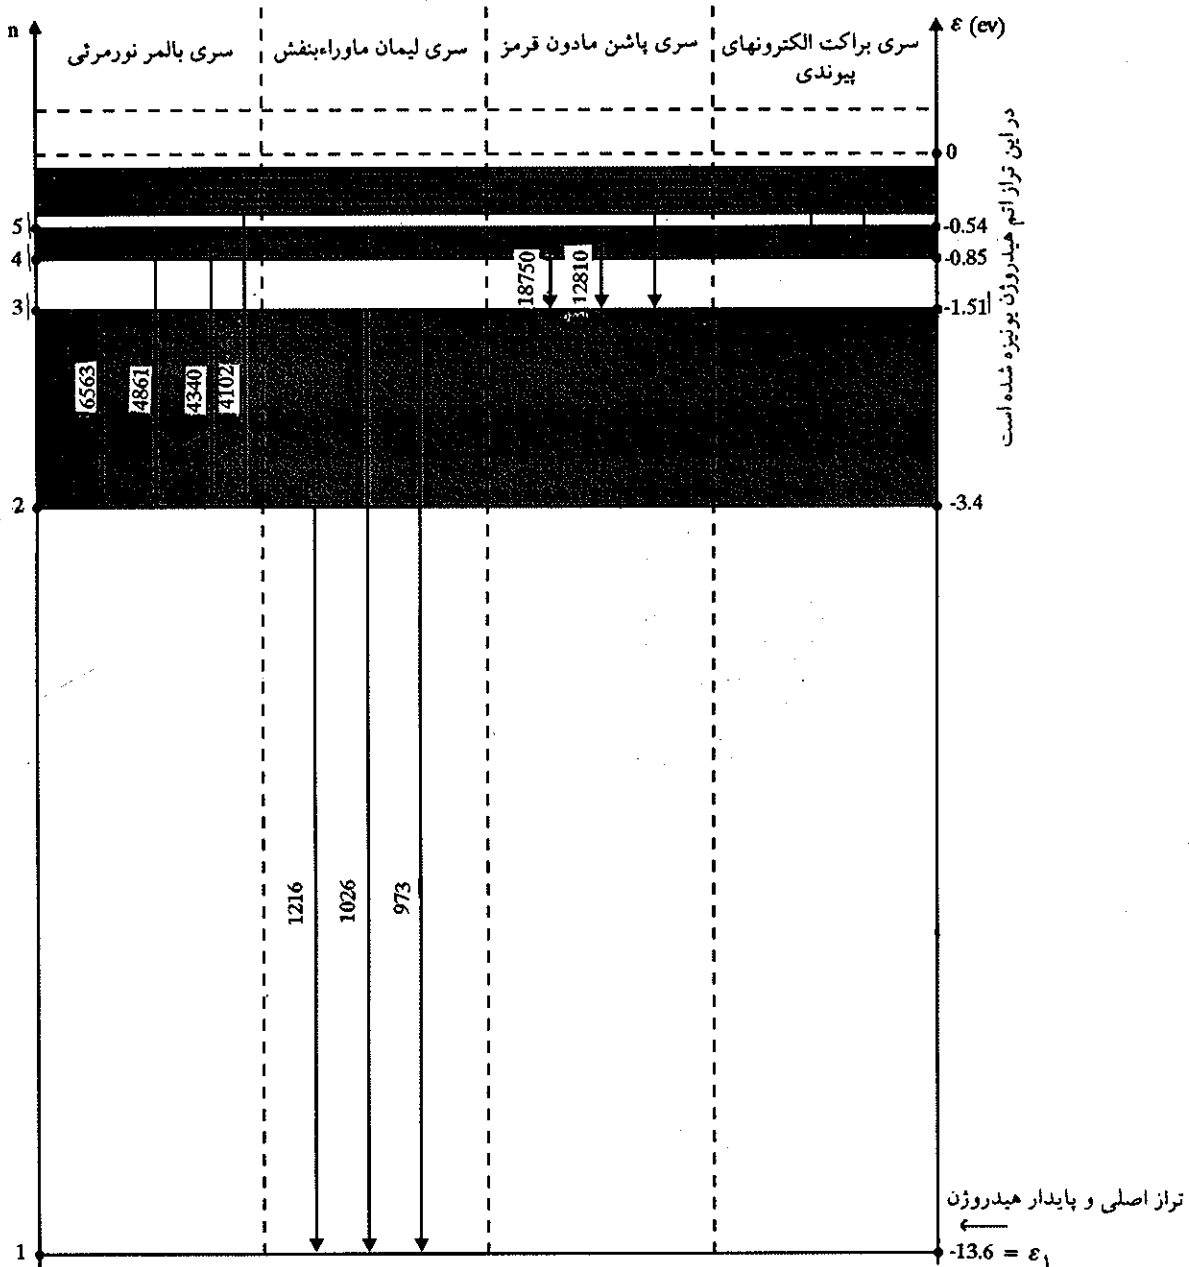 n
ε (ev)
سری بالمر نورمرئی
سری لیمان ماوراءبنفش
سری پاشن مادون قرمز
سری براکت الکترونهای
پیوندی
0
در این تراز اتم هیدروژن یونیزه شده است
5
-0.54
4
-0.85
18750
12810
3
-1.51
6563
4861
4340
4102
2
-3.4
1216
1026
973
تراز اصلی و پایدار هیدروژن
←
1
-13.6 = ε۱